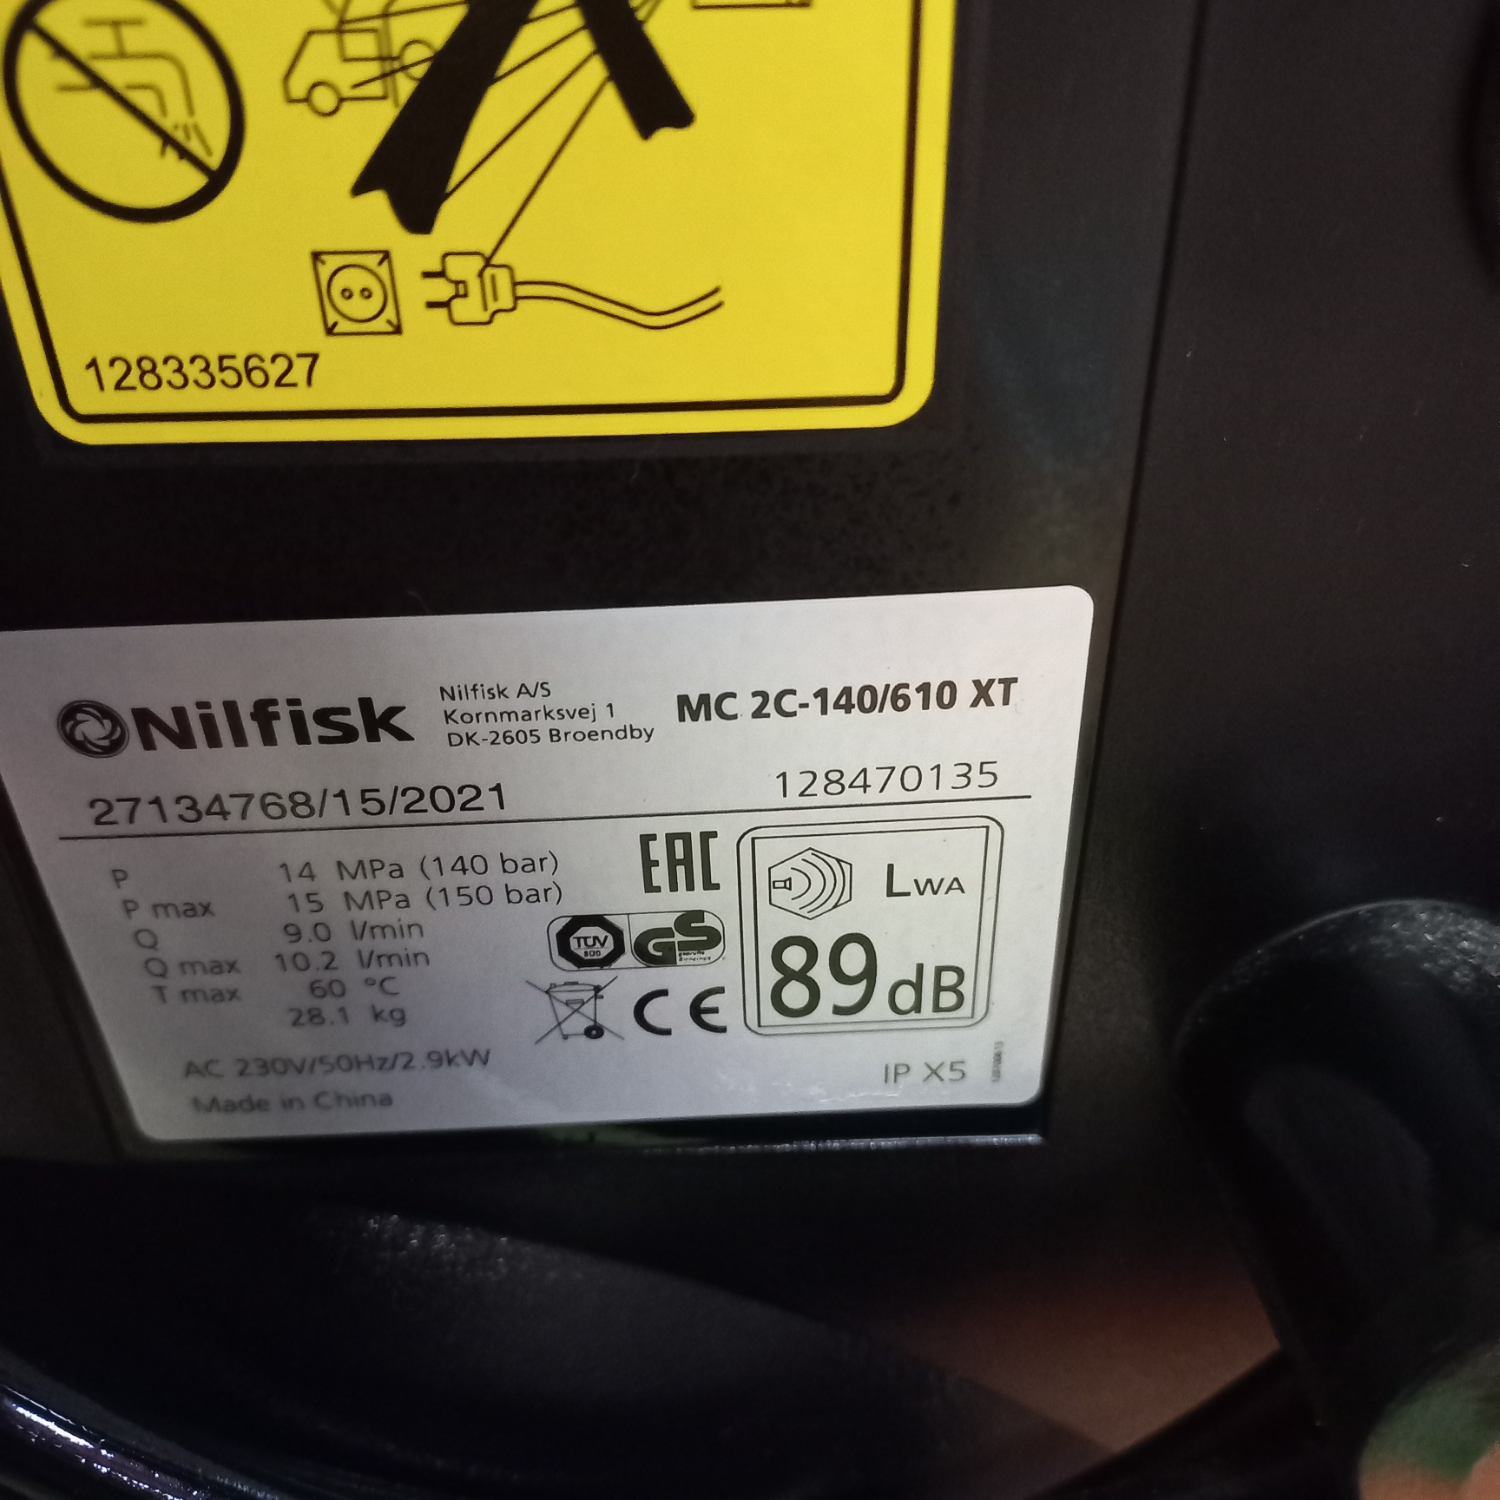 128335627
Nilfisk
Nilfisk A/S
Kornmarksvej 1
DK-2605 Broendby
MC 2C-140/610 XT
27134768/15/2021
128470135
P 14 MPa (140 bar)
P max 15 MPa (150 bar)
Q 9.0 l/min
Q max 10.2 l/min
T max 60 °C
28.1 kg
AC 230V/50Hz/2.9kW
Made in China
EAC
TÜV
SÜD
GS
CE
LWA
89 dB
IP X5